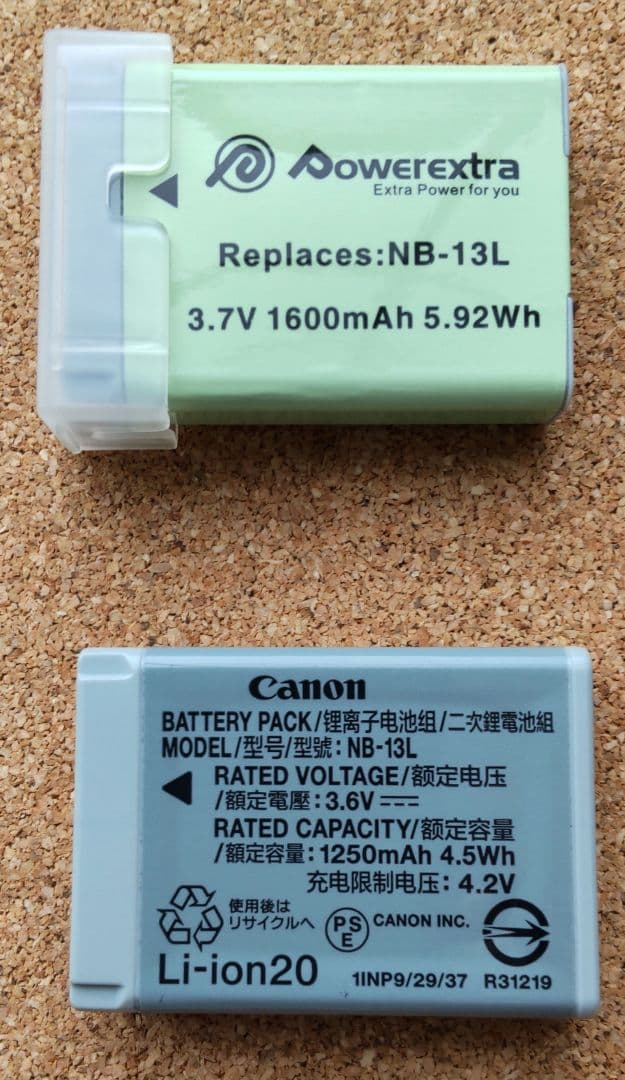 Powerextra
Extra Power for you
Replaces:NB-13L
3.7V 1600mAh 5.92Wh
Canon
BATTERY PACK/锂离子电池组/二次鋰電池組
MODEL/型号/型號: NB-13L
RATED VOLTAGE/额定电压
/額定電壓: 3.6V
RATED CAPACITY/额定容量
/額定容量: 1250mAh 4.5Wh
充电限制电压: 4.2V
使用後は
リサイクルへ
PS
E
CANON INC.
Li-ion20
1INP9/29/37
R31219